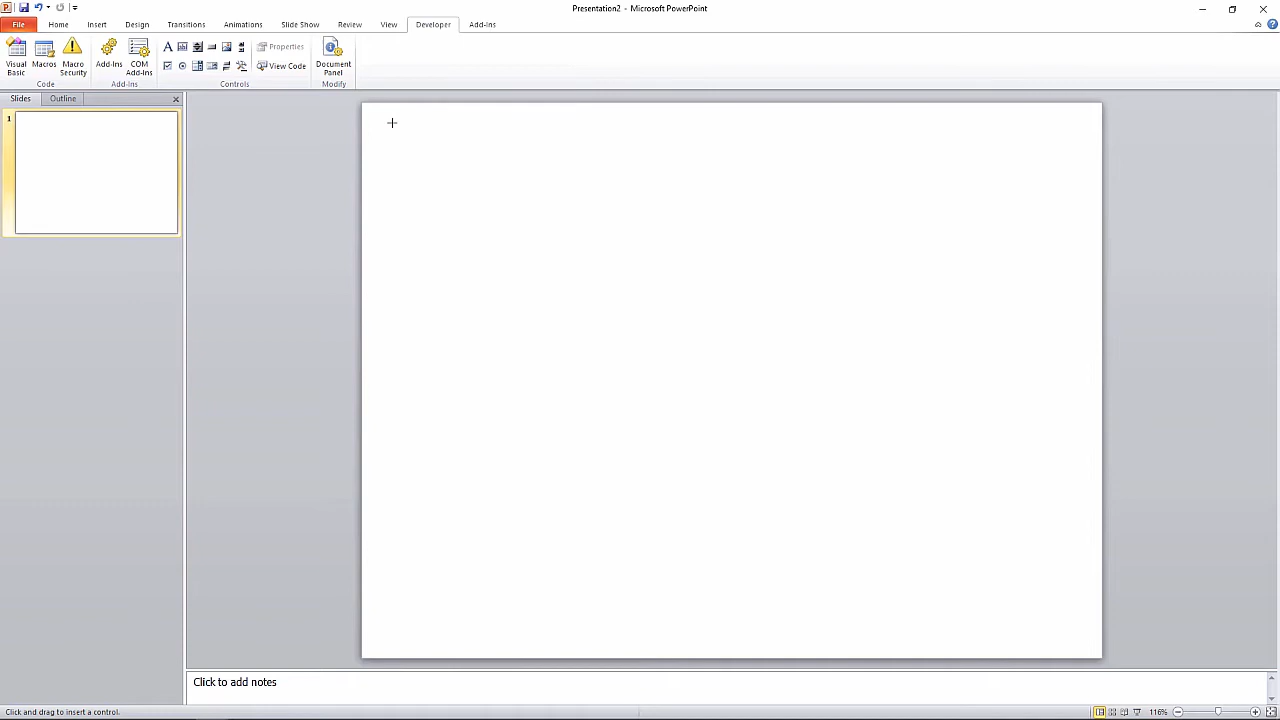 Presentation2 - Microsoft PowerPoint
File Home Insert Design Transitions Animations Slide Show Review View Developer Add-Ins
Visual Basic
Macros
Macro Security
Code
Add-Ins
COM Add-Ins
Add-Ins
Properties
View Code
Controls
Document Panel
Modify
Slides Outline
1
Click to add notes
Click and drag to insert a control.
116%